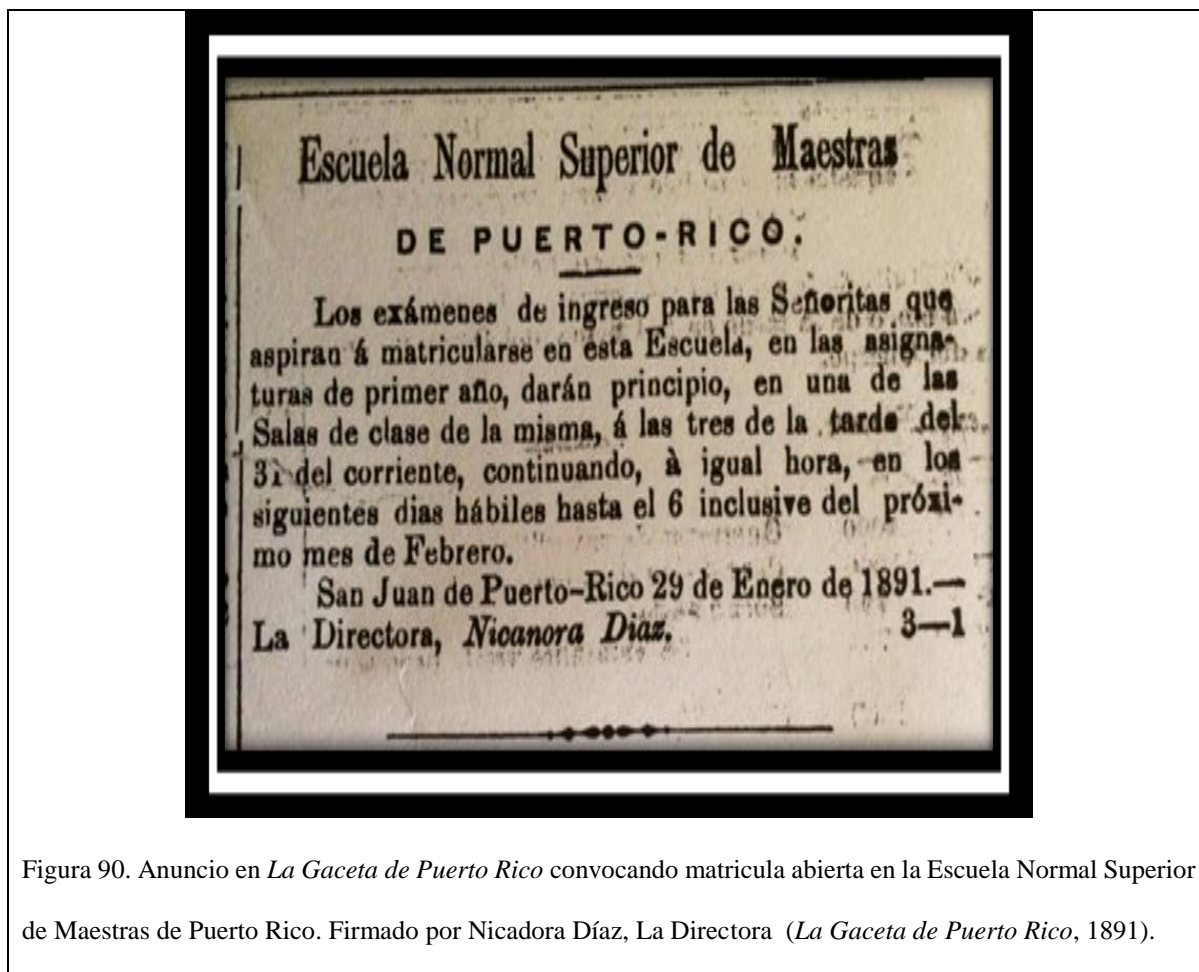 Escuela Normal Superior de Maestras
DE PUERTO-RICO.
Los exámenes de ingreso para las Señoritas que
aspiran á matricularse en esta Escuela, en las asigna-
turas de primer año, darán principio, en una de las
Salas de clase de la misma, á las tres de la tarde del
31 del corriente, continuando, à igual hora, en los
siguientes dias hábiles hasta el 6 inclusive del próxi-
mo mes de Febrero.
San Juan de Puerto-Rico 29 de Enero de 1891.—
La Directora, Nicanora Diaz. 3—1
Figura 90. Anuncio en La Gaceta de Puerto Rico convocando matricula abierta en la Escuela Normal Superior
de Maestras de Puerto Rico. Firmado por Nicadora Díaz, La Directora (La Gaceta de Puerto Rico, 1891).